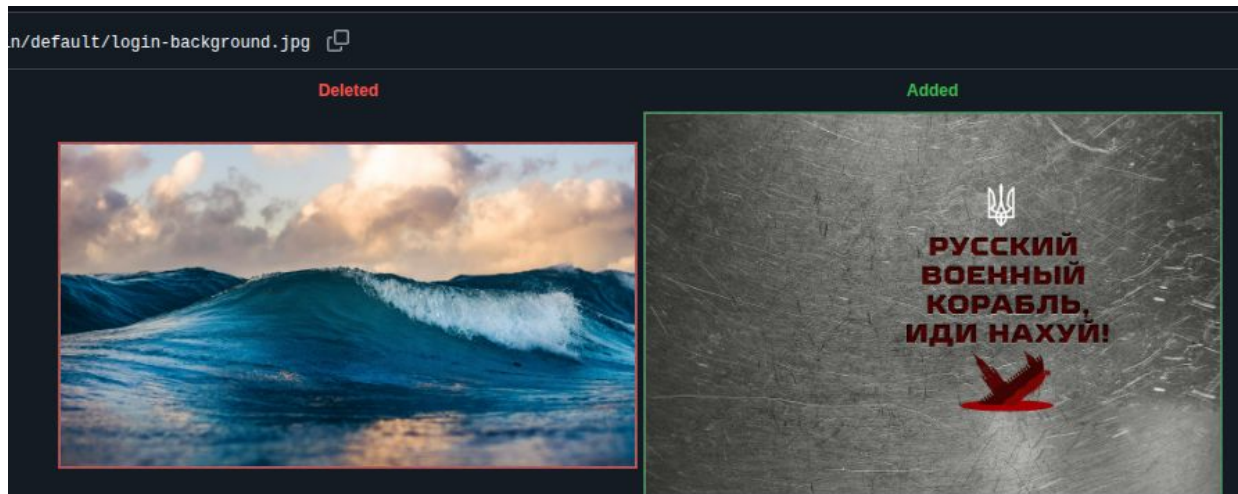 n/default/login-background.jpg
Deleted
Added
РУССКИЙ
ВОЕННЫЙ
КОРАБЛЬ,
ИДИ НАХУЙ!